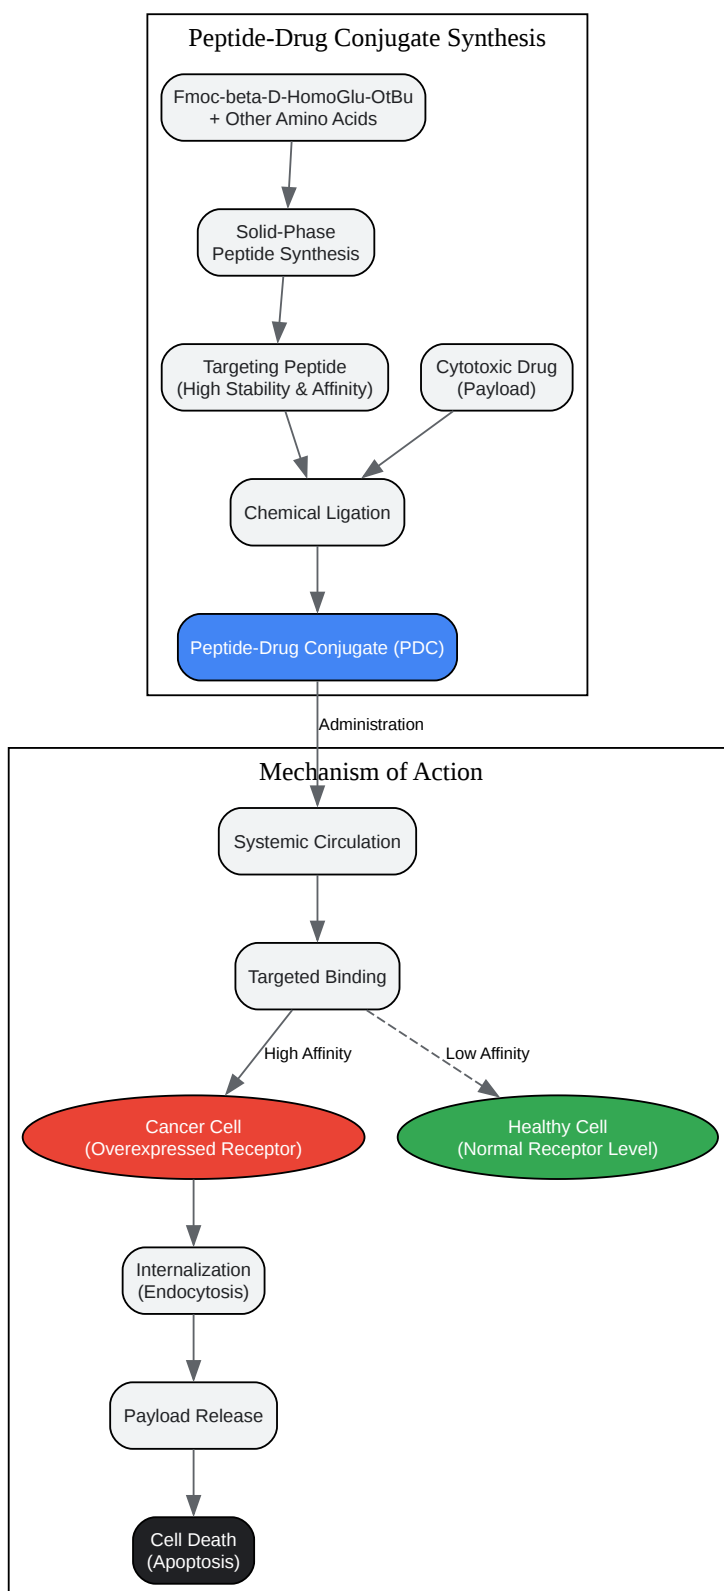 Peptide-Drug Conjugate Synthesis
Fmoc-beta-D-HomoGlu-OtBu
+ Other Amino Acids
Solid-Phase
Peptide Synthesis
Targeting Peptide
(High Stability & Affinity)
Cytotoxic Drug
(Payload)
Chemical Ligation
Peptide-Drug Conjugate (PDC)
Administration
Mechanism of Action
Systemic Circulation
Targeted Binding
High Affinity
Low Affinity
Cancer Cell
(Overexpressed Receptor)
Healthy Cell
(Normal Receptor Level)
Internalization
(Endocytosis)
Payload Release
Cell Death
(Apoptosis)